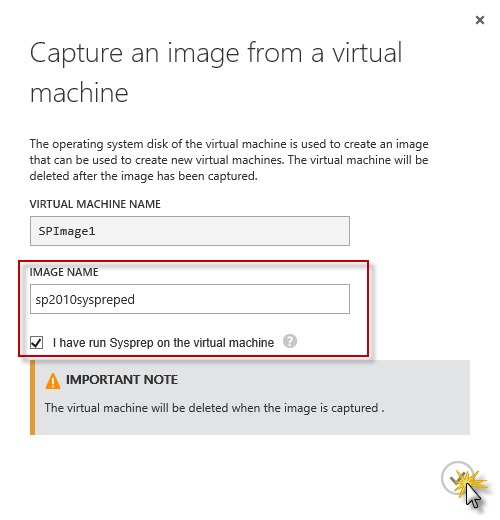 Capture an image from a virtual
machine
The operating system disk of the virtual machine is used to create an image
that can be used to create new virtual machines. The virtual machine will be
deleted after the image has been captured.
VIRTUAL MACHINE NAME
SPImage1
IMAGE NAME
sp2010syspreped
I have run Sysprep on the virtual machine ?
IMPORTANT NOTE
The virtual machine will be deleted when the image is captured .